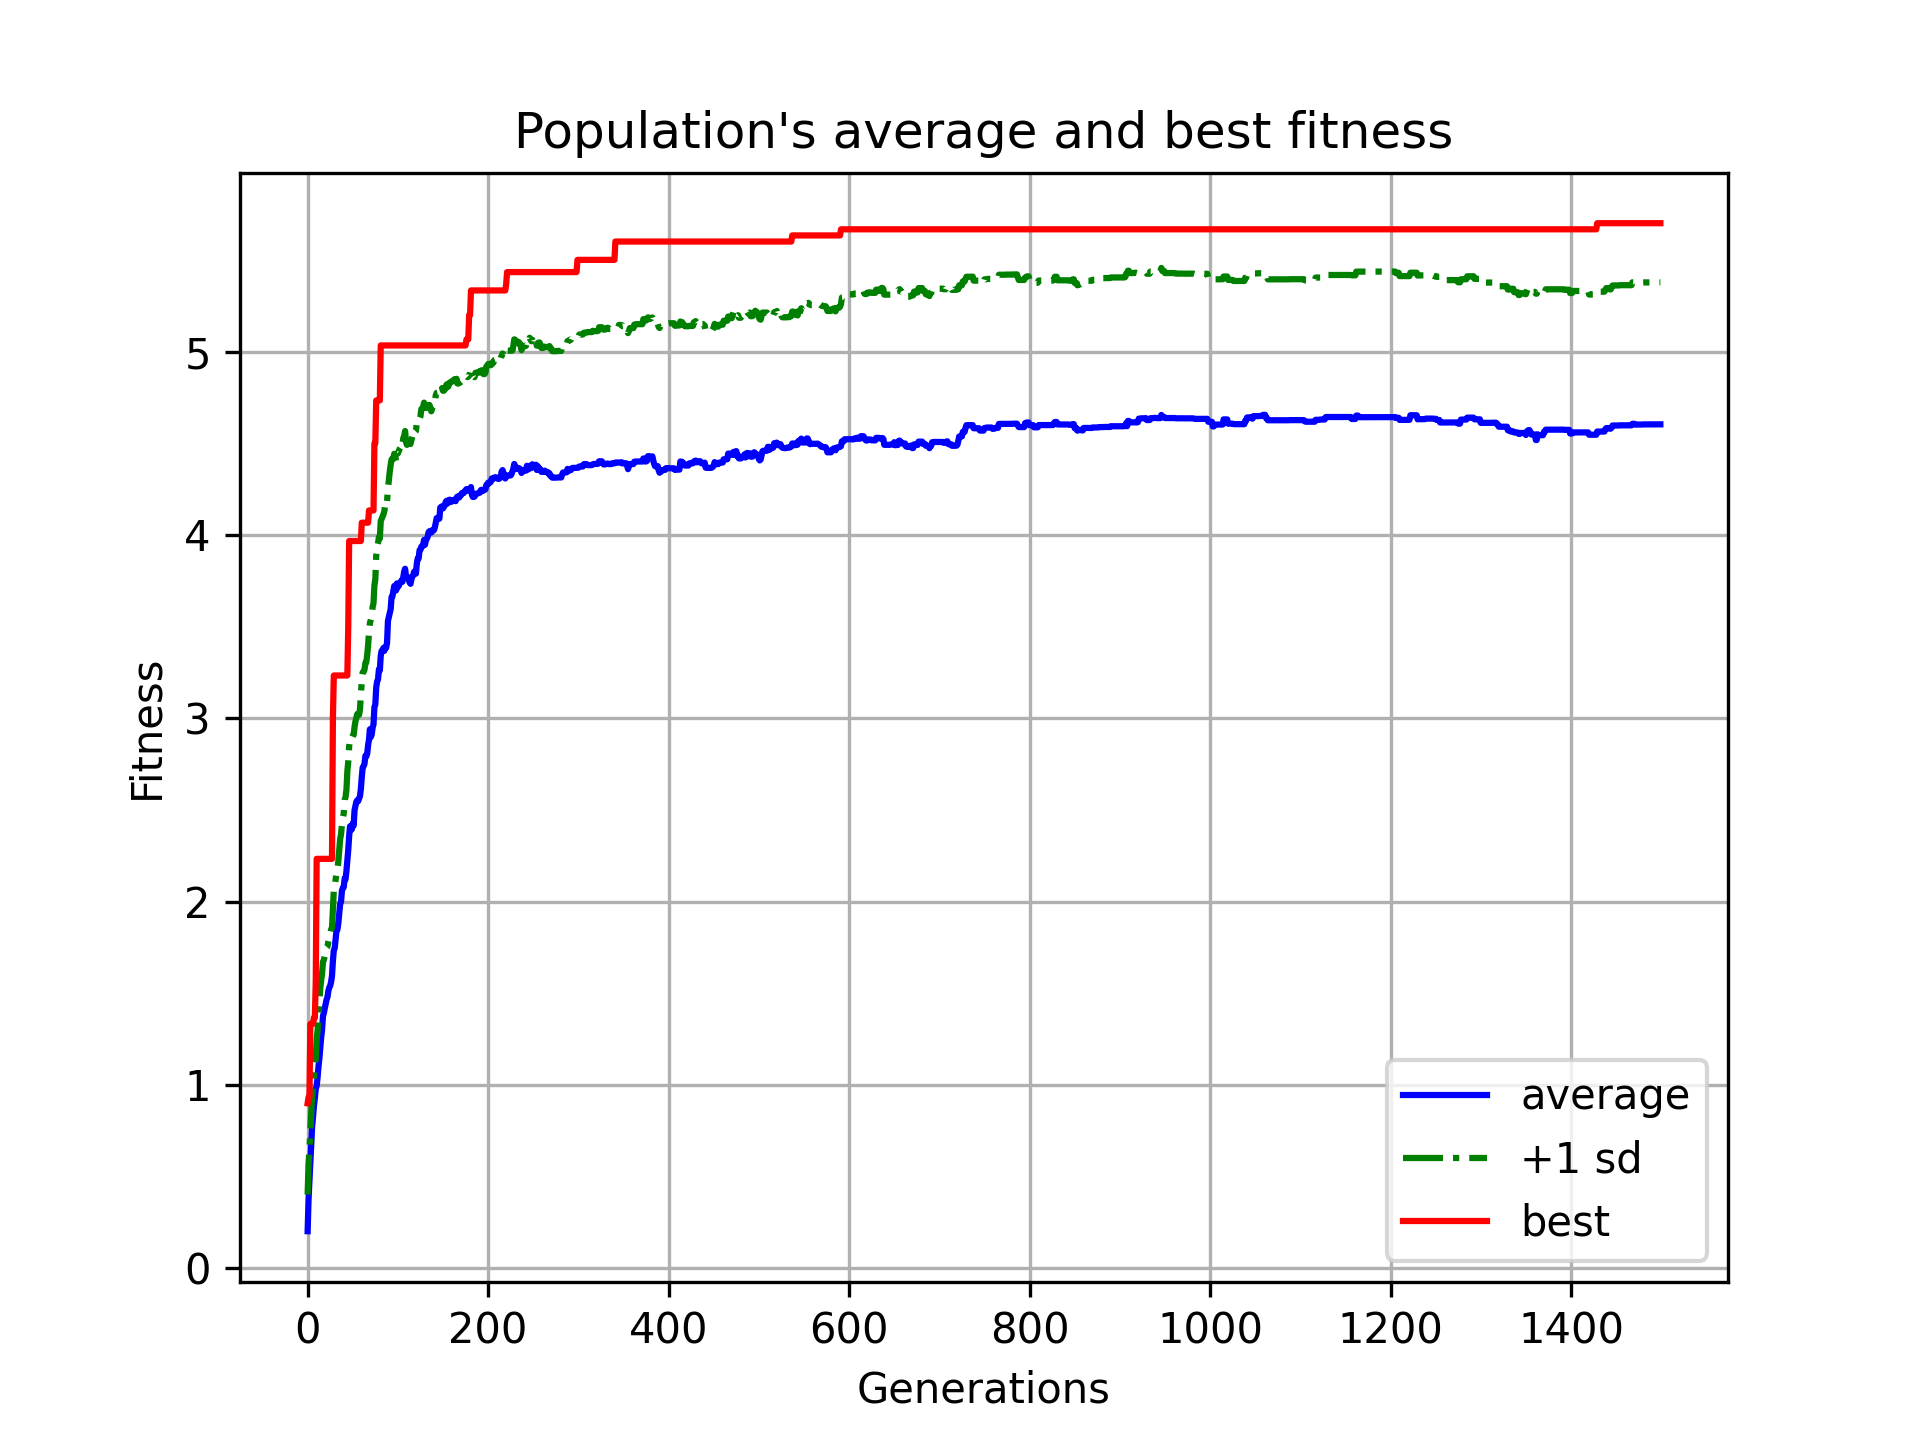 Population's average and best fitness
Fitness
5
4
3
2
1
0
average
+1 sd
best
0 200 400 600 800 1000 1200 1400
Generations